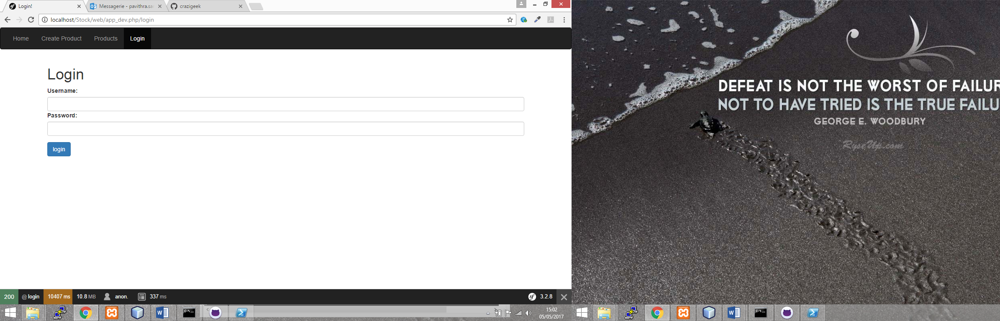 Login!
Messagerie - pavithra.sa
crazigeek
localhost/Stock/web/app_dev.php/login
Home
Create Product
Products
Login
Login
Username:
Password:
login
200
@ login
10407 ms
10.8 MB
anon.
337 ms
3.2.8
15:02
05/05/2017
DEFEAT IS NOT THE WORST OF FAILUR
NOT TO HAVE TRIED IS THE TRUE FAILU
GEORGE E. WOODBURY
RyseUp.com